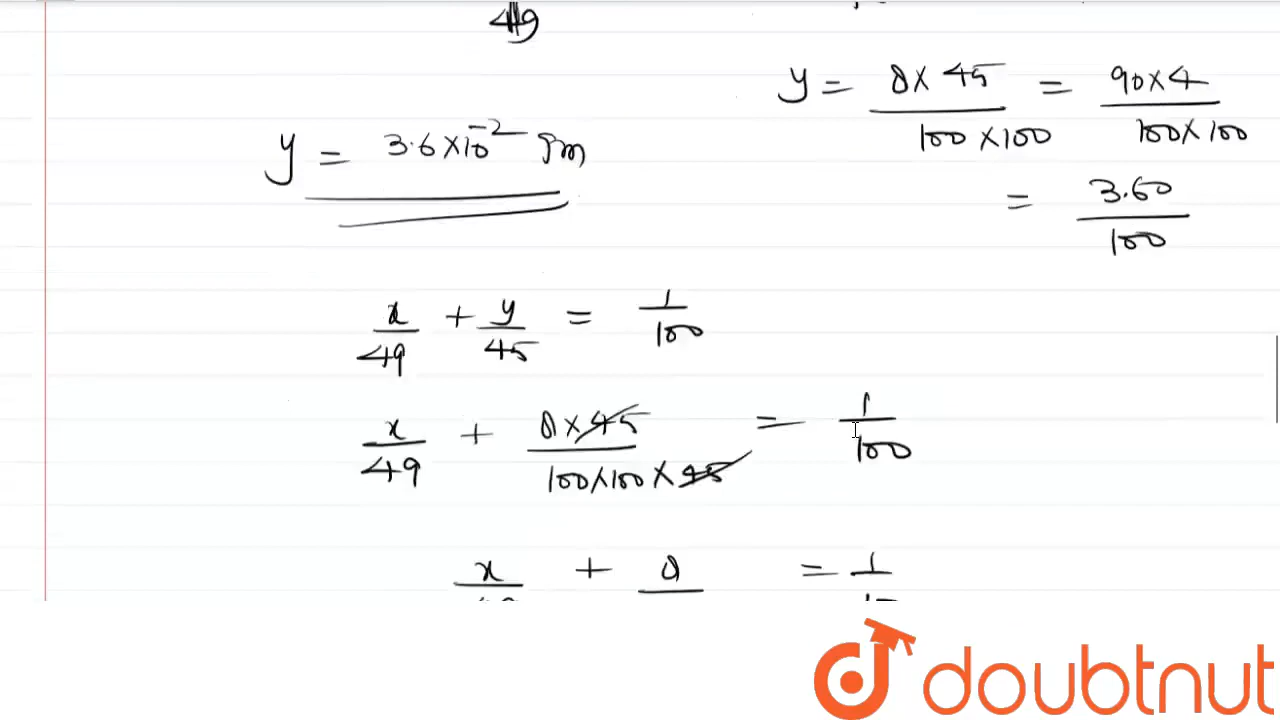 49
y = 8 × 45 / 100 × 100 = 90 × 4 / 100 × 100
y = 3.6 × 10⁻² gm
= 3.60 / 100
x/49 + y/45 = 1/100
x/49 + 8 × 45 / 100 × 100 × 45 = 1/100
x + 8 = 1
doubtnut